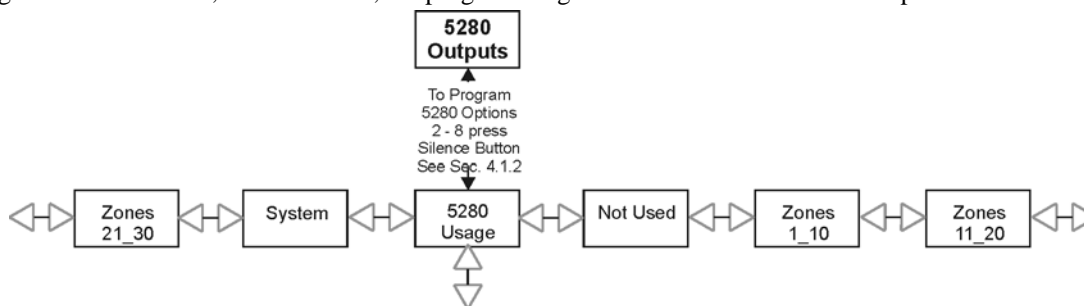 5280
Outputs
To Program
5280 Options
2 - 8 press
Silence Button
See Sec. 4.1.2
Zones
21_30
System
5280
Usage
Not Used
Zones
1_10
Zones
11_20